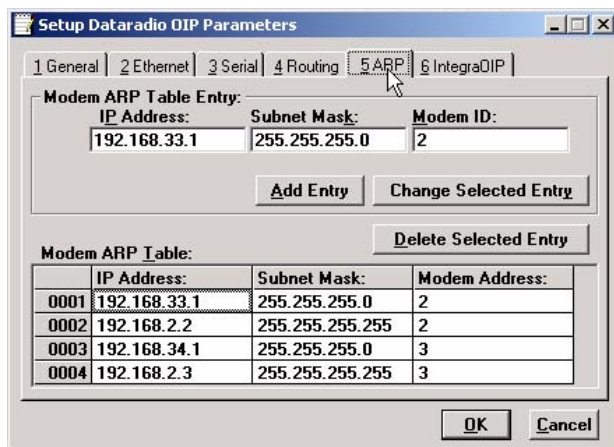 Setup Dataradio OIP Parameters
1 General 2 Ethernet 3 Serial 4 Routing 5 ARP 6 IntegraOIP
Modem ARP Table Entry:
IP Address: Subnet Mask: Modem ID:
192.168.33.1 255.255.255.0 2
Add Entry Change Selected Entry
Delete Selected Entry
Modem ARP Table:
IP Address: Subnet Mask: Modem Address:
0001 192.168.33.1 255.255.255.0 2
0002 192.168.2.2 255.255.255.255 2
0003 192.168.34.1 255.255.255.0 3
0004 192.168.2.3 255.255.255.255 3
OK Cancel